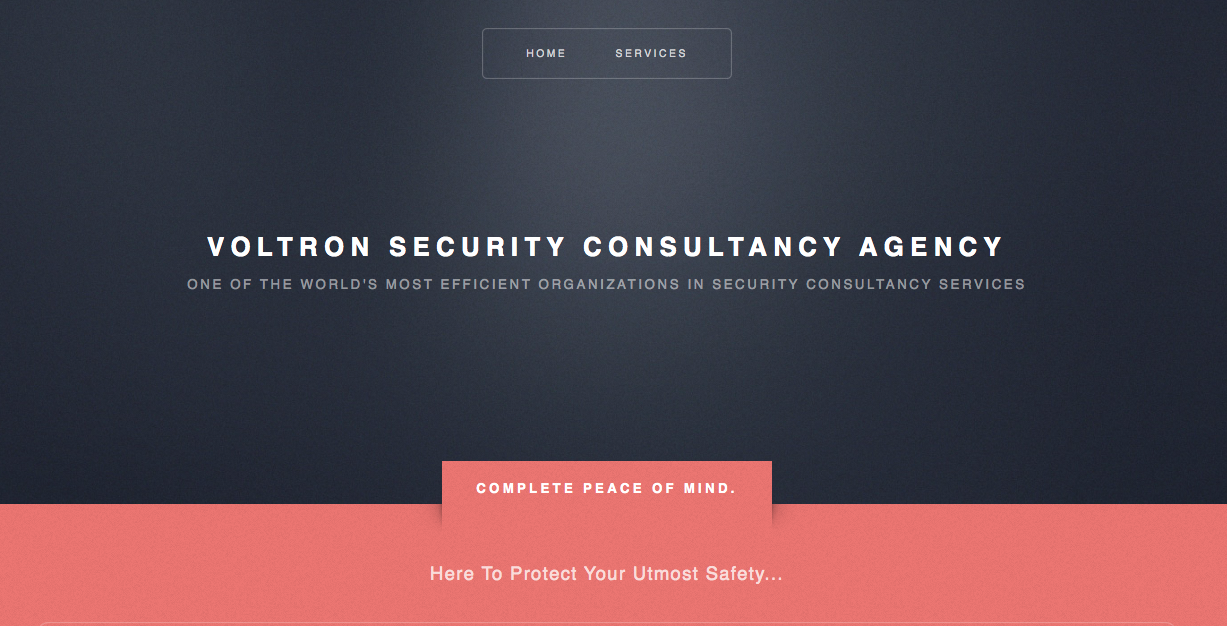 HOME SERVICES
VOLTRON SECURITY CONSULTANCY AGENCY
ONE OF THE WORLD'S MOST EFFICIENT ORGANIZATIONS IN SECURITY CONSULTANCY SERVICES
COMPLETE PEACE OF MIND.
Here To Protect Your Utmost Safety...